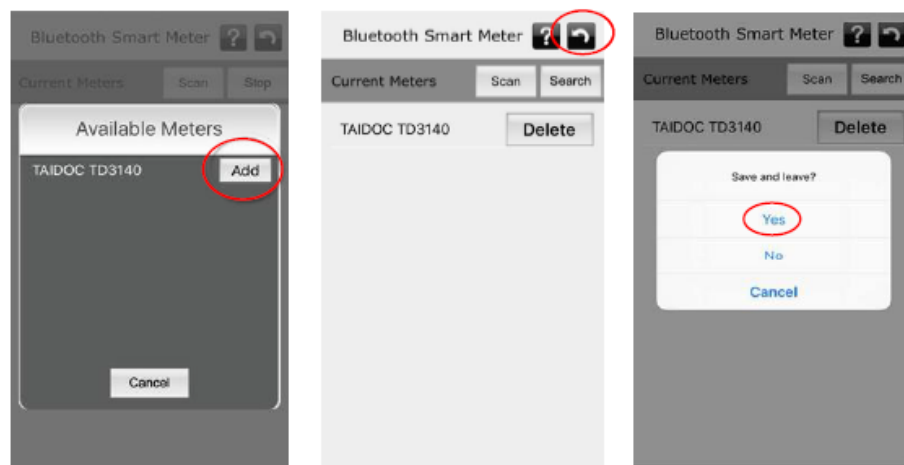 Bluetooth Smart Meter ?
Current Meters Scan Stop
Available Meters
TAIDOC TD3140 Add
Cancel
Bluetooth Smart Meter ?
Current Meters Scan Search
TAIDOC TD3140 Delete
Bluetooth Smart Meter ?
Current Meters Scan Search
TAIDOC TD3140 Delete
Save and leave?
Yes
No
Cancel